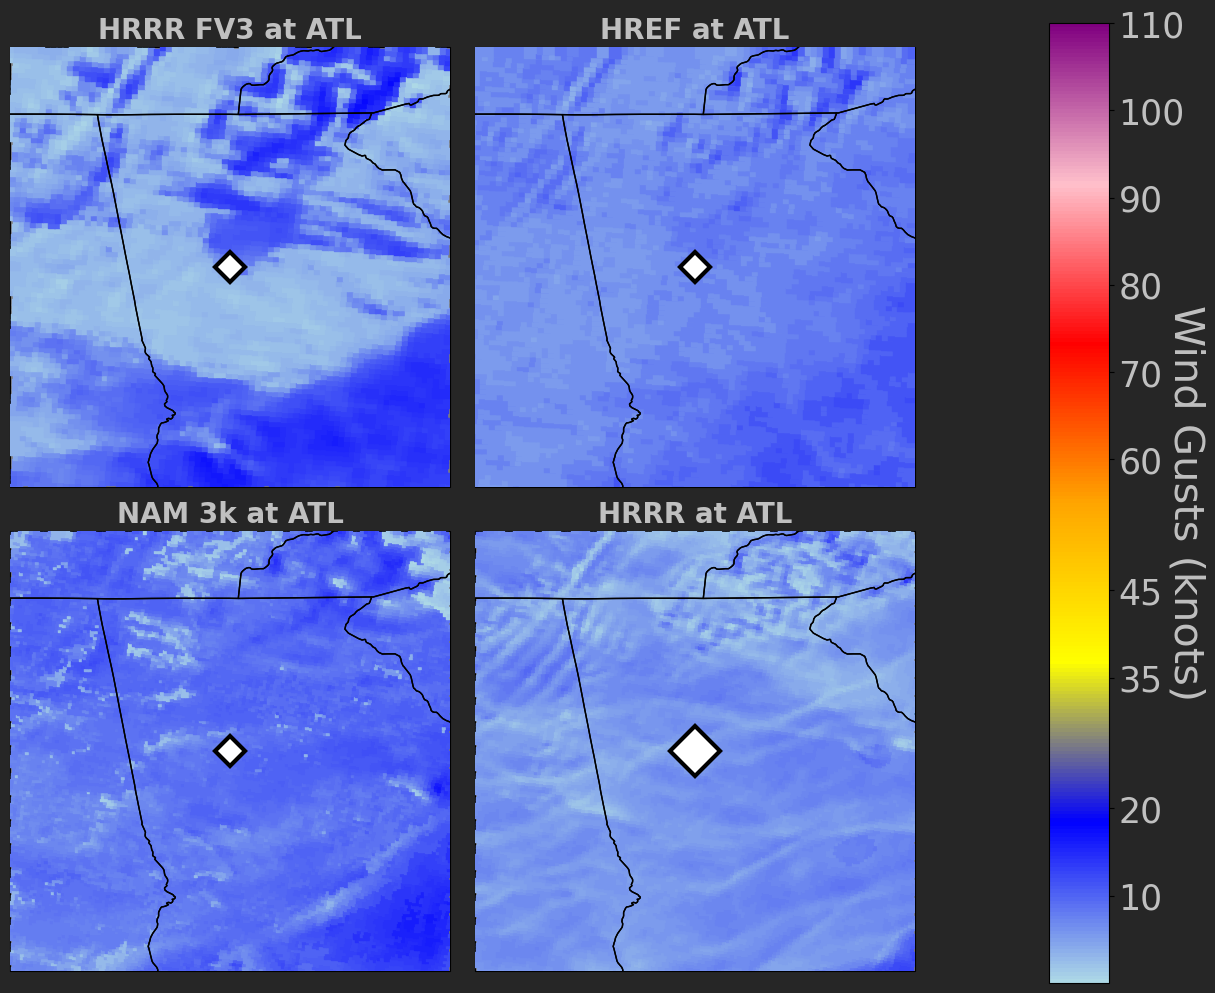 HRRR FV3 at ATL
HREF at ATL
NAM 3k at ATL
HRRR at ATL
110
100
90
80
70
60
45
35
20
10
Wind Gusts (knots)